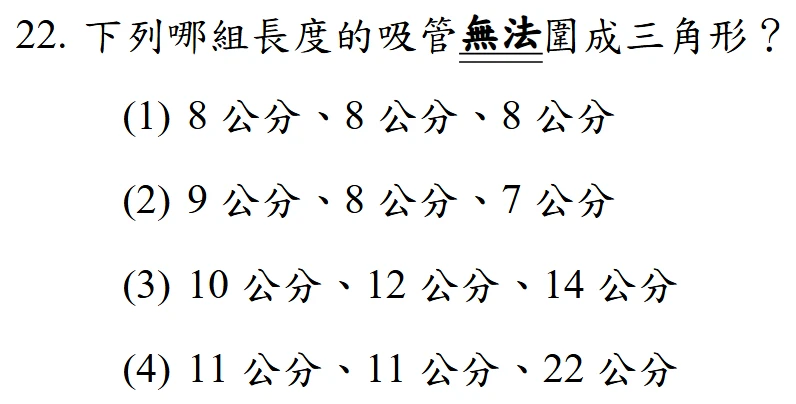 22. 下列哪組長度的吸管無法圍成三角形？
(1) 8 公分、8 公分、8 公分
(2) 9 公分、8 公分、7 公分
(3) 10 公分、12 公分、14 公分
(4) 11 公分、11 公分、22 公分